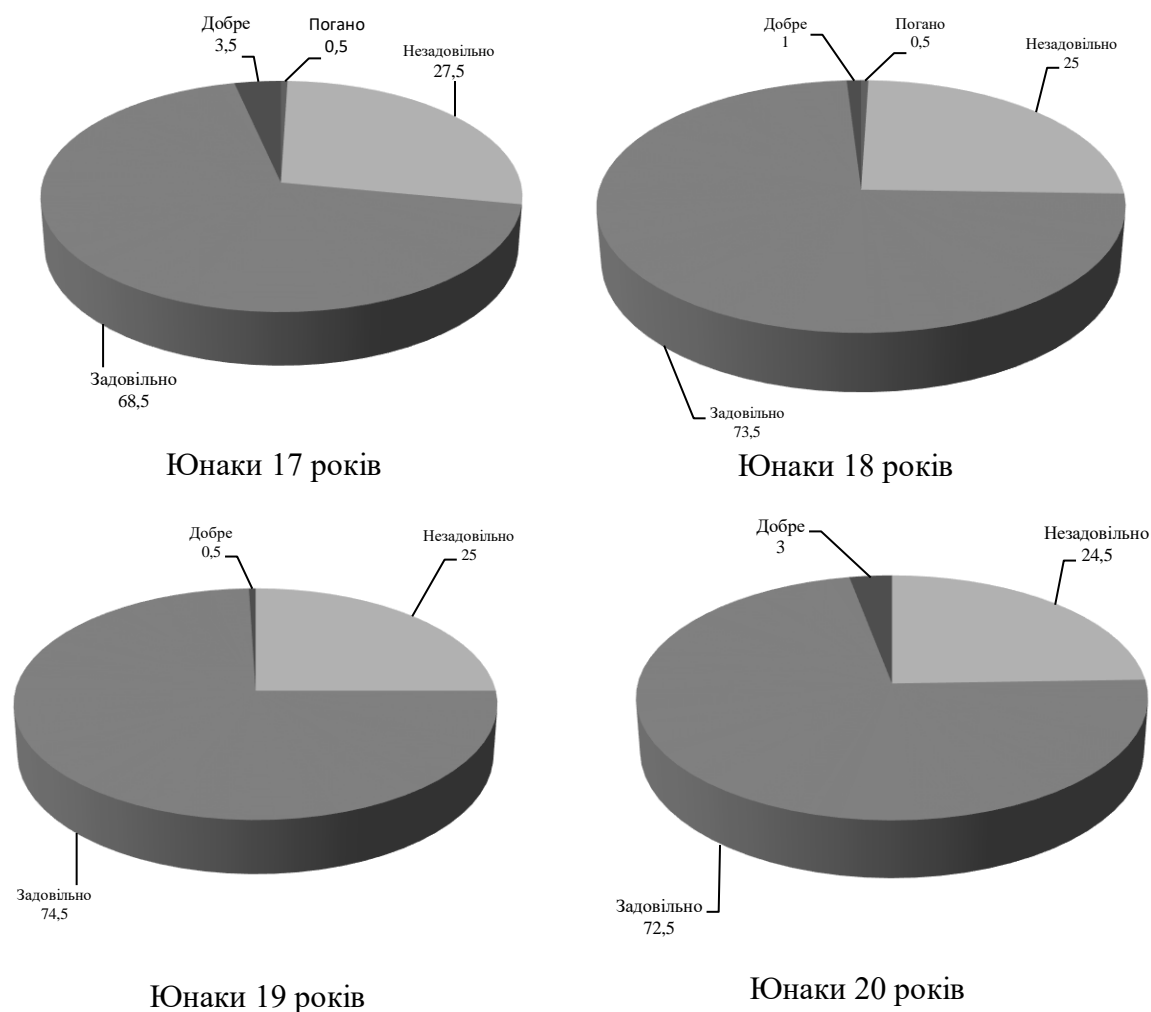 Добре
3,5
Погано
0,5
Незадовільно
27,5
Задовільно
68,5
Юнаки 17 років
Добре
1
Погано
0,5
Незадовільно
25
Задовільно
73,5
Юнаки 18 років
Добре
0,5
Незадовільно
25
Задовільно
74,5
Юнаки 19 років
Добре
3
Незадовільно
24,5
Задовільно
72,5
Юнаки 20 років